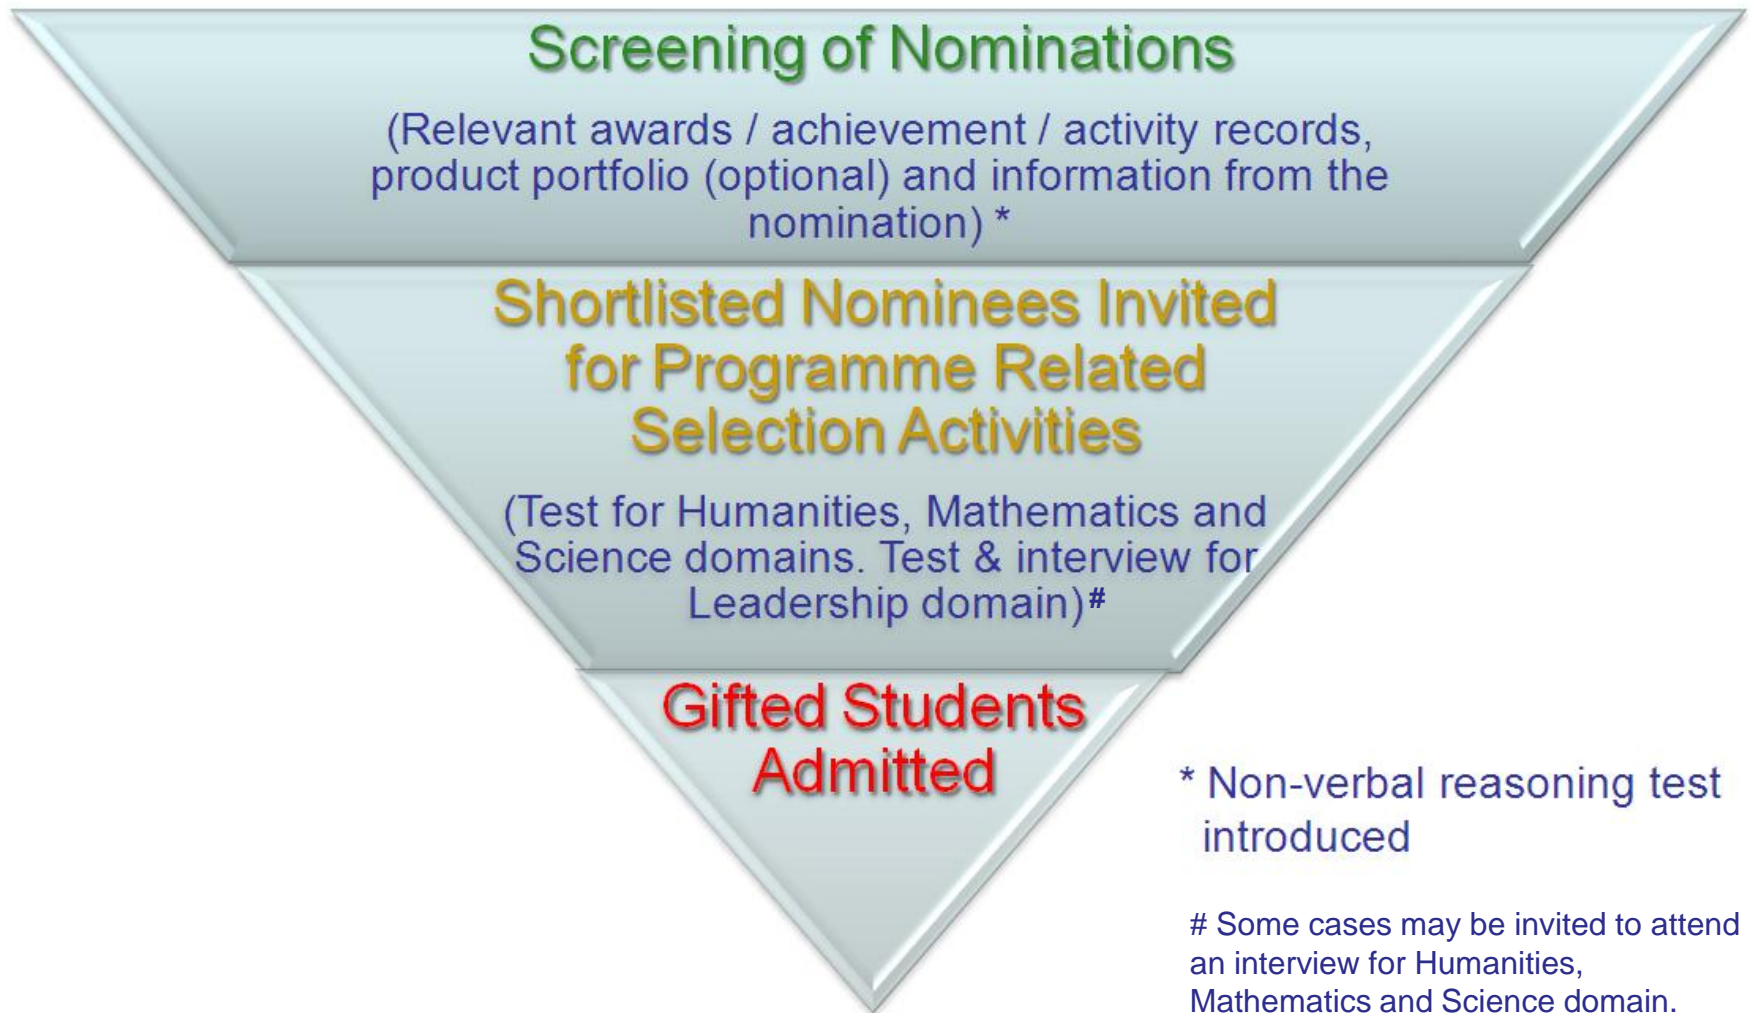 Screening of Nominations
(Relevant awards / achievement / activity records,
product portfolio (optional) and information from the
nomination) *
Shortlisted Nominees Invited
for Programme Related
Selection Activities
(Test for Humanities, Mathematics and
Science domains. Test & interview for
Leadership domain)#
Gifted Students
Admitted
* Non-verbal reasoning test
introduced
# Some cases may be invited to attend
an interview for Humanities,
Mathematics and Science domain.